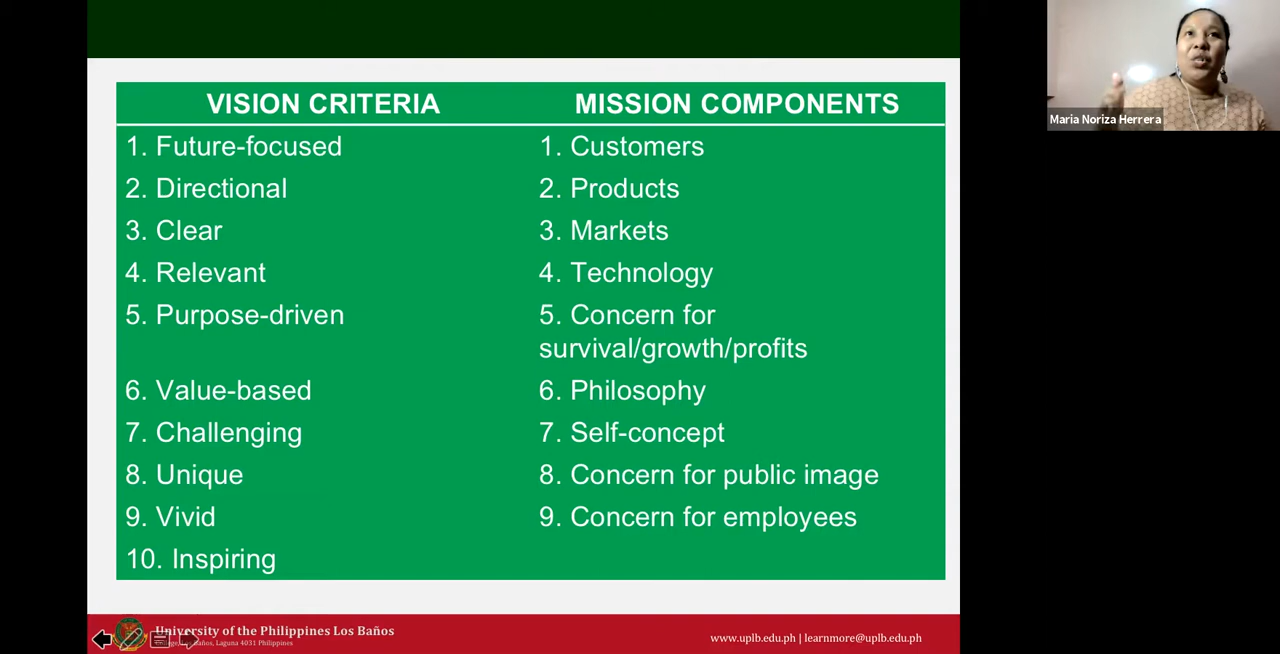 VISION CRITERIA MISSION COMPONENTS
1. Future-focused 1. Customers
2. Directional 2. Products
3. Clear 3. Markets
4. Relevant 4. Technology
5. Purpose-driven 5. Concern for
survival/growth/profits
6. Value-based 6. Philosophy
7. Challenging 7. Self-concept
8. Unique 8. Concern for public image
9. Vivid 9. Concern for employees
10. Inspiring
Maria Noriza Herrera
University of the Philippines Los Baños
Los Baños, Laguna 4031 Philippines
www.uplb.edu.ph | learnmore@uplb.edu.ph